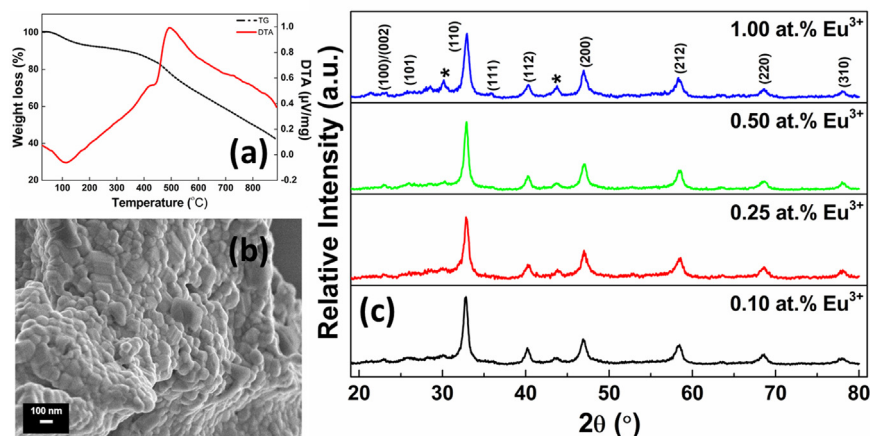 TG
DTA
100
80
60
40
20
Weight loss (%)
1.0
0.8
0.6
0.4
0.2
0.0
-0.2
DTA (µV/mg)
(a)
100 200 300 400 500 600 700 800
Temperature (°C)
(b)
100 nm
Relative Intensity (a.u.)
1.00 at.% Eu³⁺
(100)/(002)
(101)
*
(110)
(111)
(112)
*
(200)
(212)
(220)
(310)
0.50 at.% Eu³⁺
0.25 at.% Eu³⁺
(c)
0.10 at.% Eu³⁺
20 30 40 50 60 70 80
2θ (°)